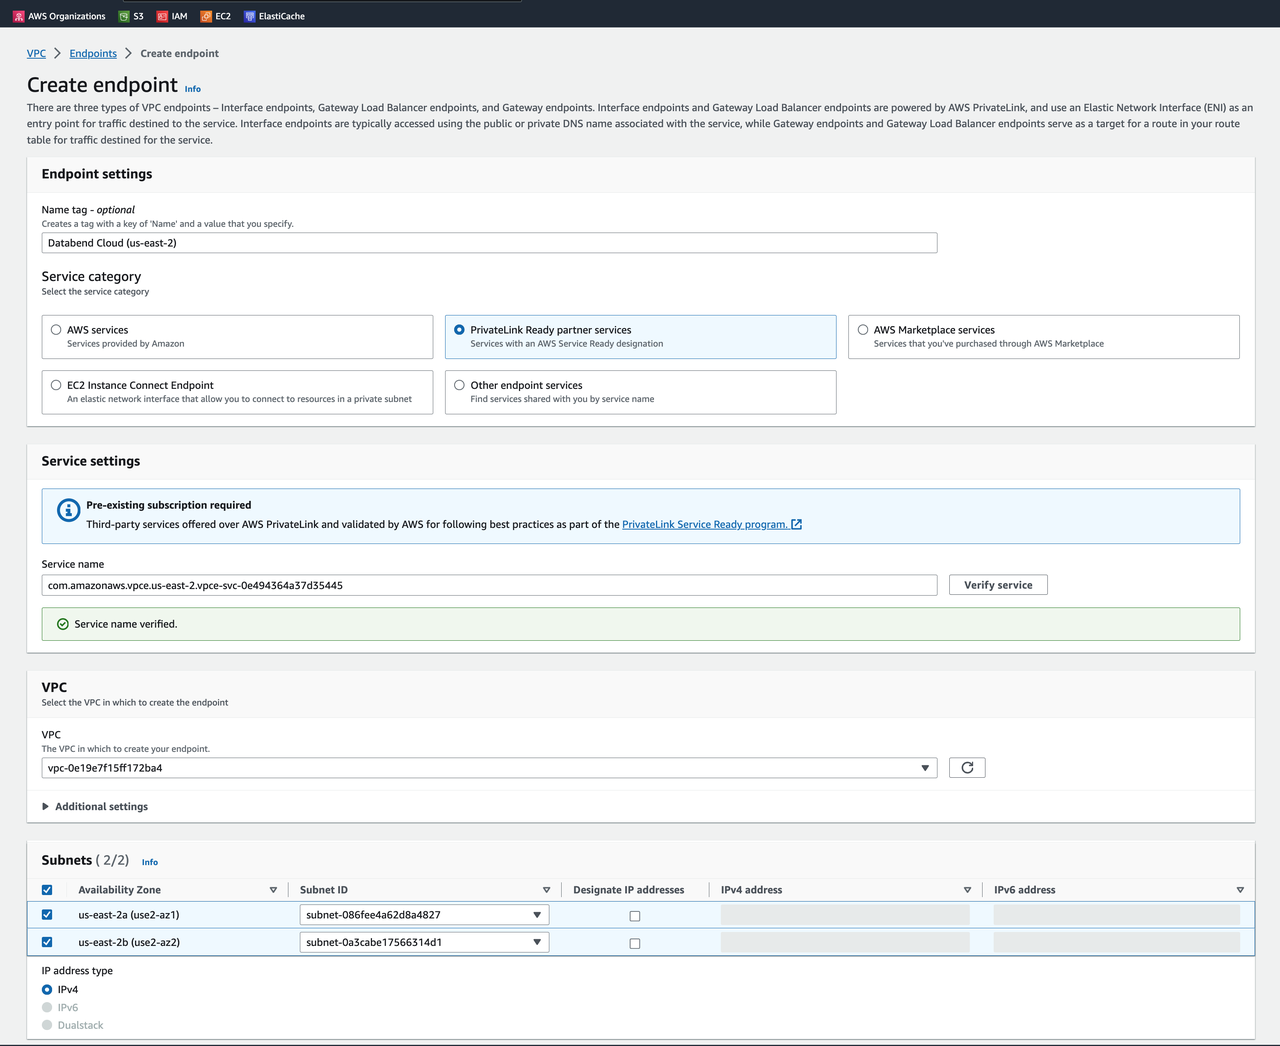 AWS Organizations S3 IAM EC2 ElastiCache
VPC > Endpoints > Create endpoint
Create endpoint Info
There are three types of VPC endpoints – Interface endpoints, Gateway Load Balancer endpoints, and Gateway endpoints. Interface endpoints and Gateway Load Balancer endpoints are powered by AWS PrivateLink, and use an Elastic Network Interface (ENI) as an
entry point for traffic destined to the service. Interface endpoints are typically accessed using the public or private DNS name associated with the service, while Gateway endpoints and Gateway Load Balancer endpoints serve as a target for a route in your route
table for traffic destined for the service.
Endpoint settings
Name tag - optional
Creates a tag with a key of 'Name' and a value that you specify.
Databend Cloud (us-east-2)
Service category
Select the service category
AWS services
Services provided by Amazon
PrivateLink Ready partner services
Services with an AWS Service Ready designation
AWS Marketplace services
Services that you've purchased through AWS Marketplace
EC2 Instance Connect Endpoint
An elastic network interface that allow you to connect to resources in a private subnet
Other endpoint services
Find services shared with you by service name
Service settings
Pre-existing subscription required
Third-party services offered over AWS PrivateLink and validated by AWS for following best practices as part of the PrivateLink Service Ready program.
Service name
com.amazonaws.vpce.us-east-2.vpce-svc-0e494364a37d35445
Verify service
Service name verified.
VPC
Select the VPC in which to create the endpoint
VPC
The VPC in which to create your endpoint.
vpc-0e19e7f15ff172ba4
Additional settings
Subnets ( 2/2) Info
Availability Zone Subnet ID Designate IP addresses IPv4 address IPv6 address
us-east-2a (use2-az1) subnet-086fee4a62d8a4827
us-east-2b (use2-az2) subnet-0a3cabe17566314d1
IP address type
IPv4
IPv6
Dualstack